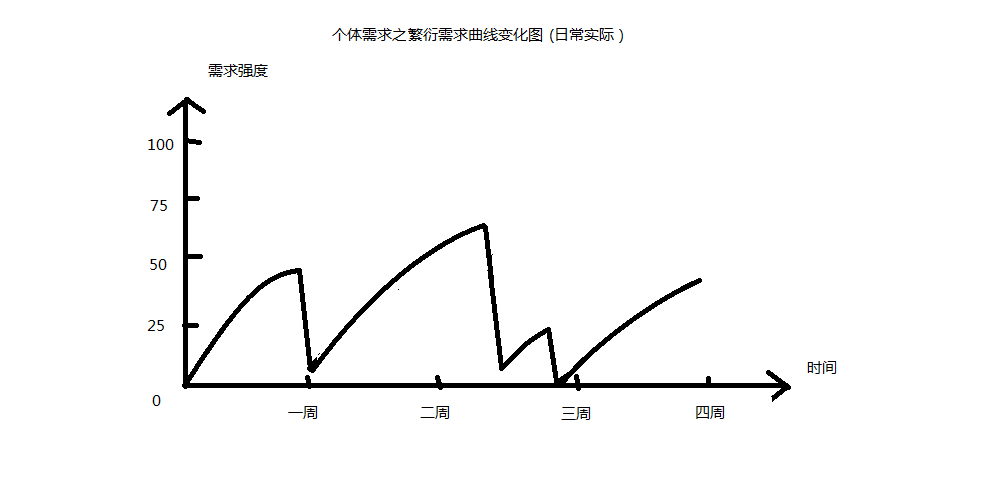 个体需求之繁衍需求曲线变化图 (日常实际 )
需求强度
100
75
50
25
0
时间
一周
二周
三周
四周